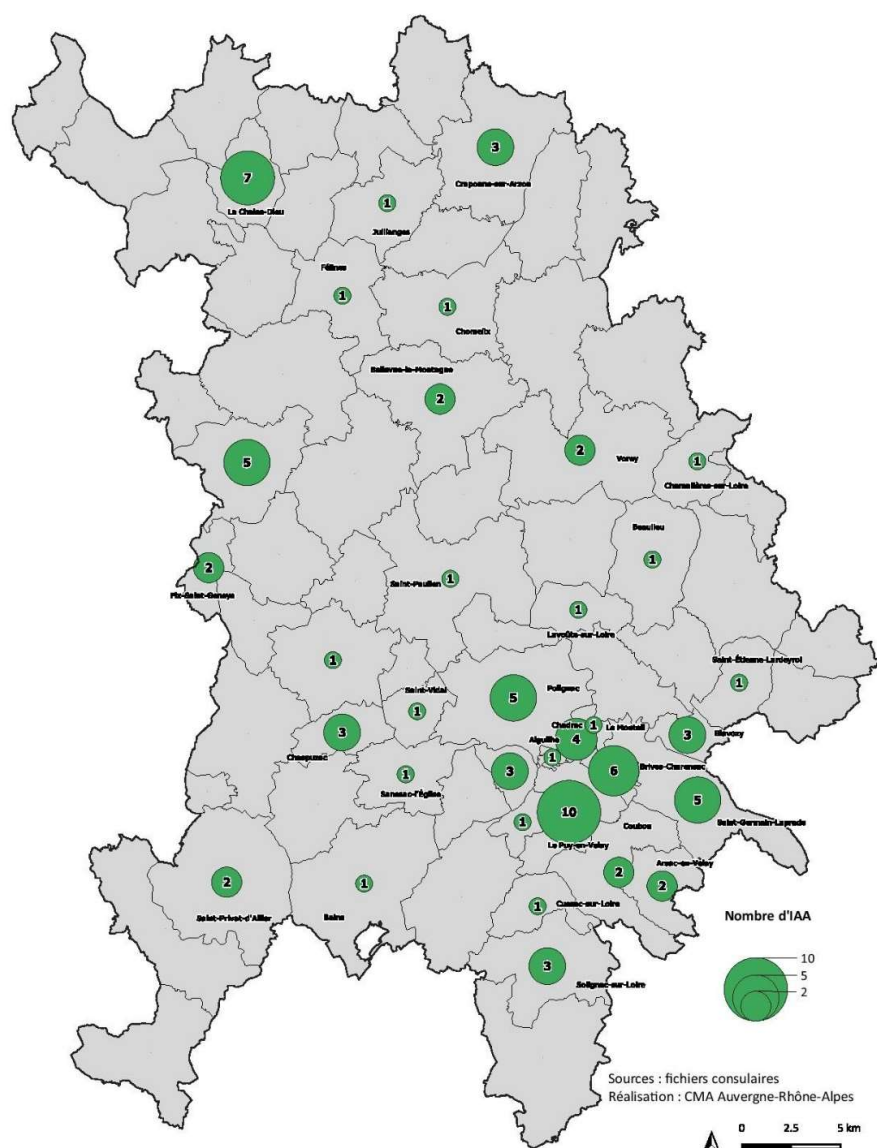 3
Craponne-sur-Arzon
7
La Chaise-Dieu
1
Jullianges
Félines
1
1
Chomelix
Bellevue-la-Montagne
2
5
2
Vorey
1
Chamalières-sur-Loire
Beaulieu
1
2
Fix-Saint-Geneys
Saint-Paulien
1
1
Lavoûte-sur-Loire
1
Saint-Étienne-Lardeyrol
1
Saint-Vidal
1
5
Polignac
Chadrac
1
Le Monteil
4
Aiguilhe
1
3
Blavozy
3
Chaspuzac
3
6
Brives-Charensac
1
Sanssac-l'Église
5
Saint-Germain-Laprade
10
Le Puy-en-Velay
1
Coubon
2
Arsac-en-Velay
2
2
Saint-Privat-d'Allier
1
Bains
1
Cussac-sur-Loire
3
Solignac-sur-Loire
Nombre d'IAA
10
5
2
Sources : fichiers consulaires
Réalisation : CMA Auvergne-Rhône-Alpes
0 2.5 5 km